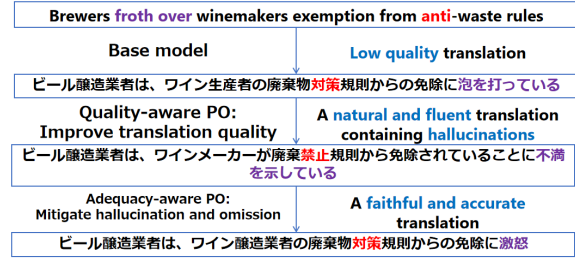 Brewers froth over winemakers exemption from anti-waste rules
Base model
Low quality translation
ビール醸造業者は、ワイン生産者の廃棄物対策規則からの免除に泡を打っている
Quality-aware PO:
Improve translation quality
A natural and fluent translation
containing hallucinations
ビール醸造業者は、ワインメーカーが廃棄禁止規則から免除されていることに不満
を示している
Adequacy-aware PO:
Mitigate hallucination and omission
A faithful and accurate
translation
ビール醸造業者は、ワイン醸造業者の廃棄物対策規則からの免除に激怒